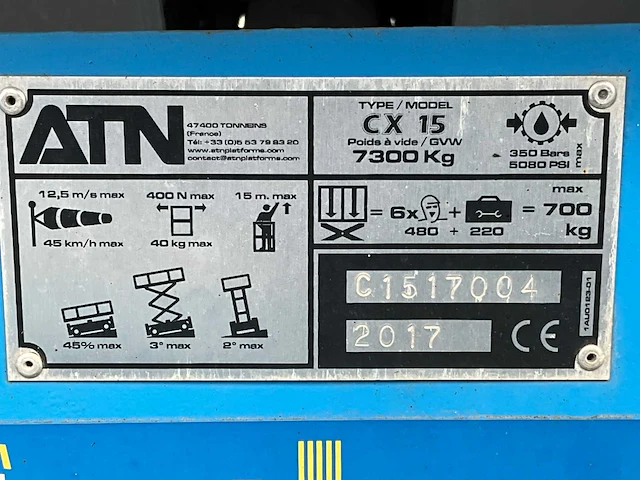 ATN
47400 TONNEINS
(France)
Tél: +33 (0)5 53 79 83 20
www.atnplatforms.com
contact@atnplatforms.com
TYPE / MODEL
CX 15
Poids à vide / GVW
7300 Kg
350 Bars
5080 PSI
max
12,5 m/s max
45 km/h max
400 N max
40 kg max
15 m. max
45% max
3° max
2° max
= 6x + = 700
480 + 220
max
kg
C1517004
2017
CE
1AU0123-01